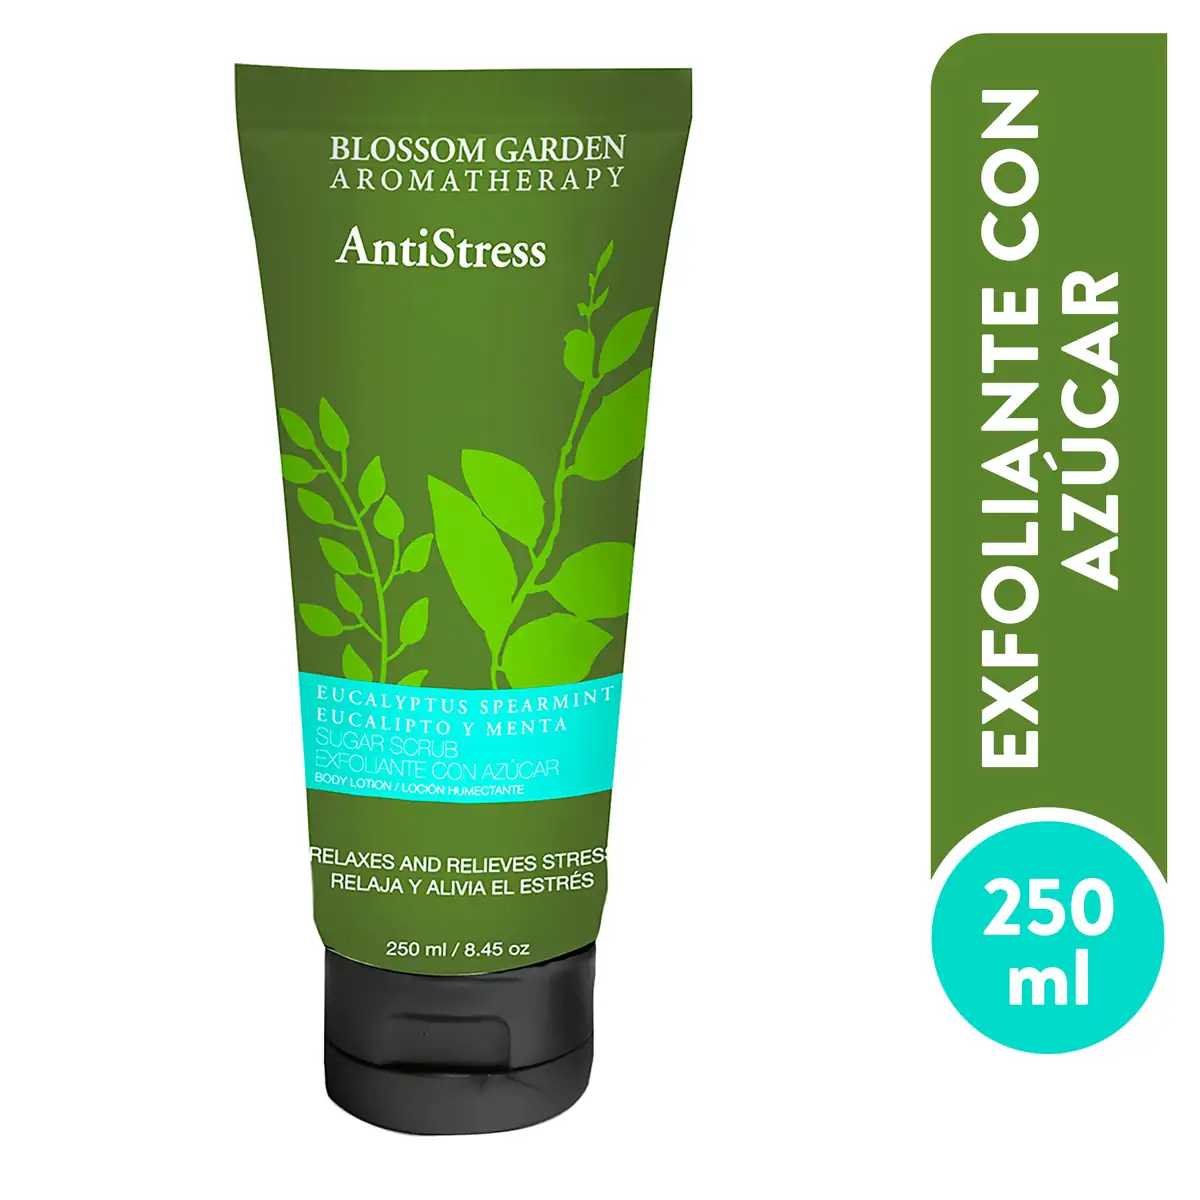 BLOSSOM GARDEN
AROMATHERAPY
AntiStress
EUCALYPTUS SPEARMINT
EUCALIPTO Y MENTA
SUGAR SCRUB
EXFOLIANTE CON AZÚCAR
BODY LOTION / LOCIÓN HUMECTANTE
RELAXES AND RELIEVES STRESS
RELAJA Y ALIVIA EL ESTRÉS
250 ml / 8.45 oz
EXFOLIANTE CON
AZÚCAR
250
ml